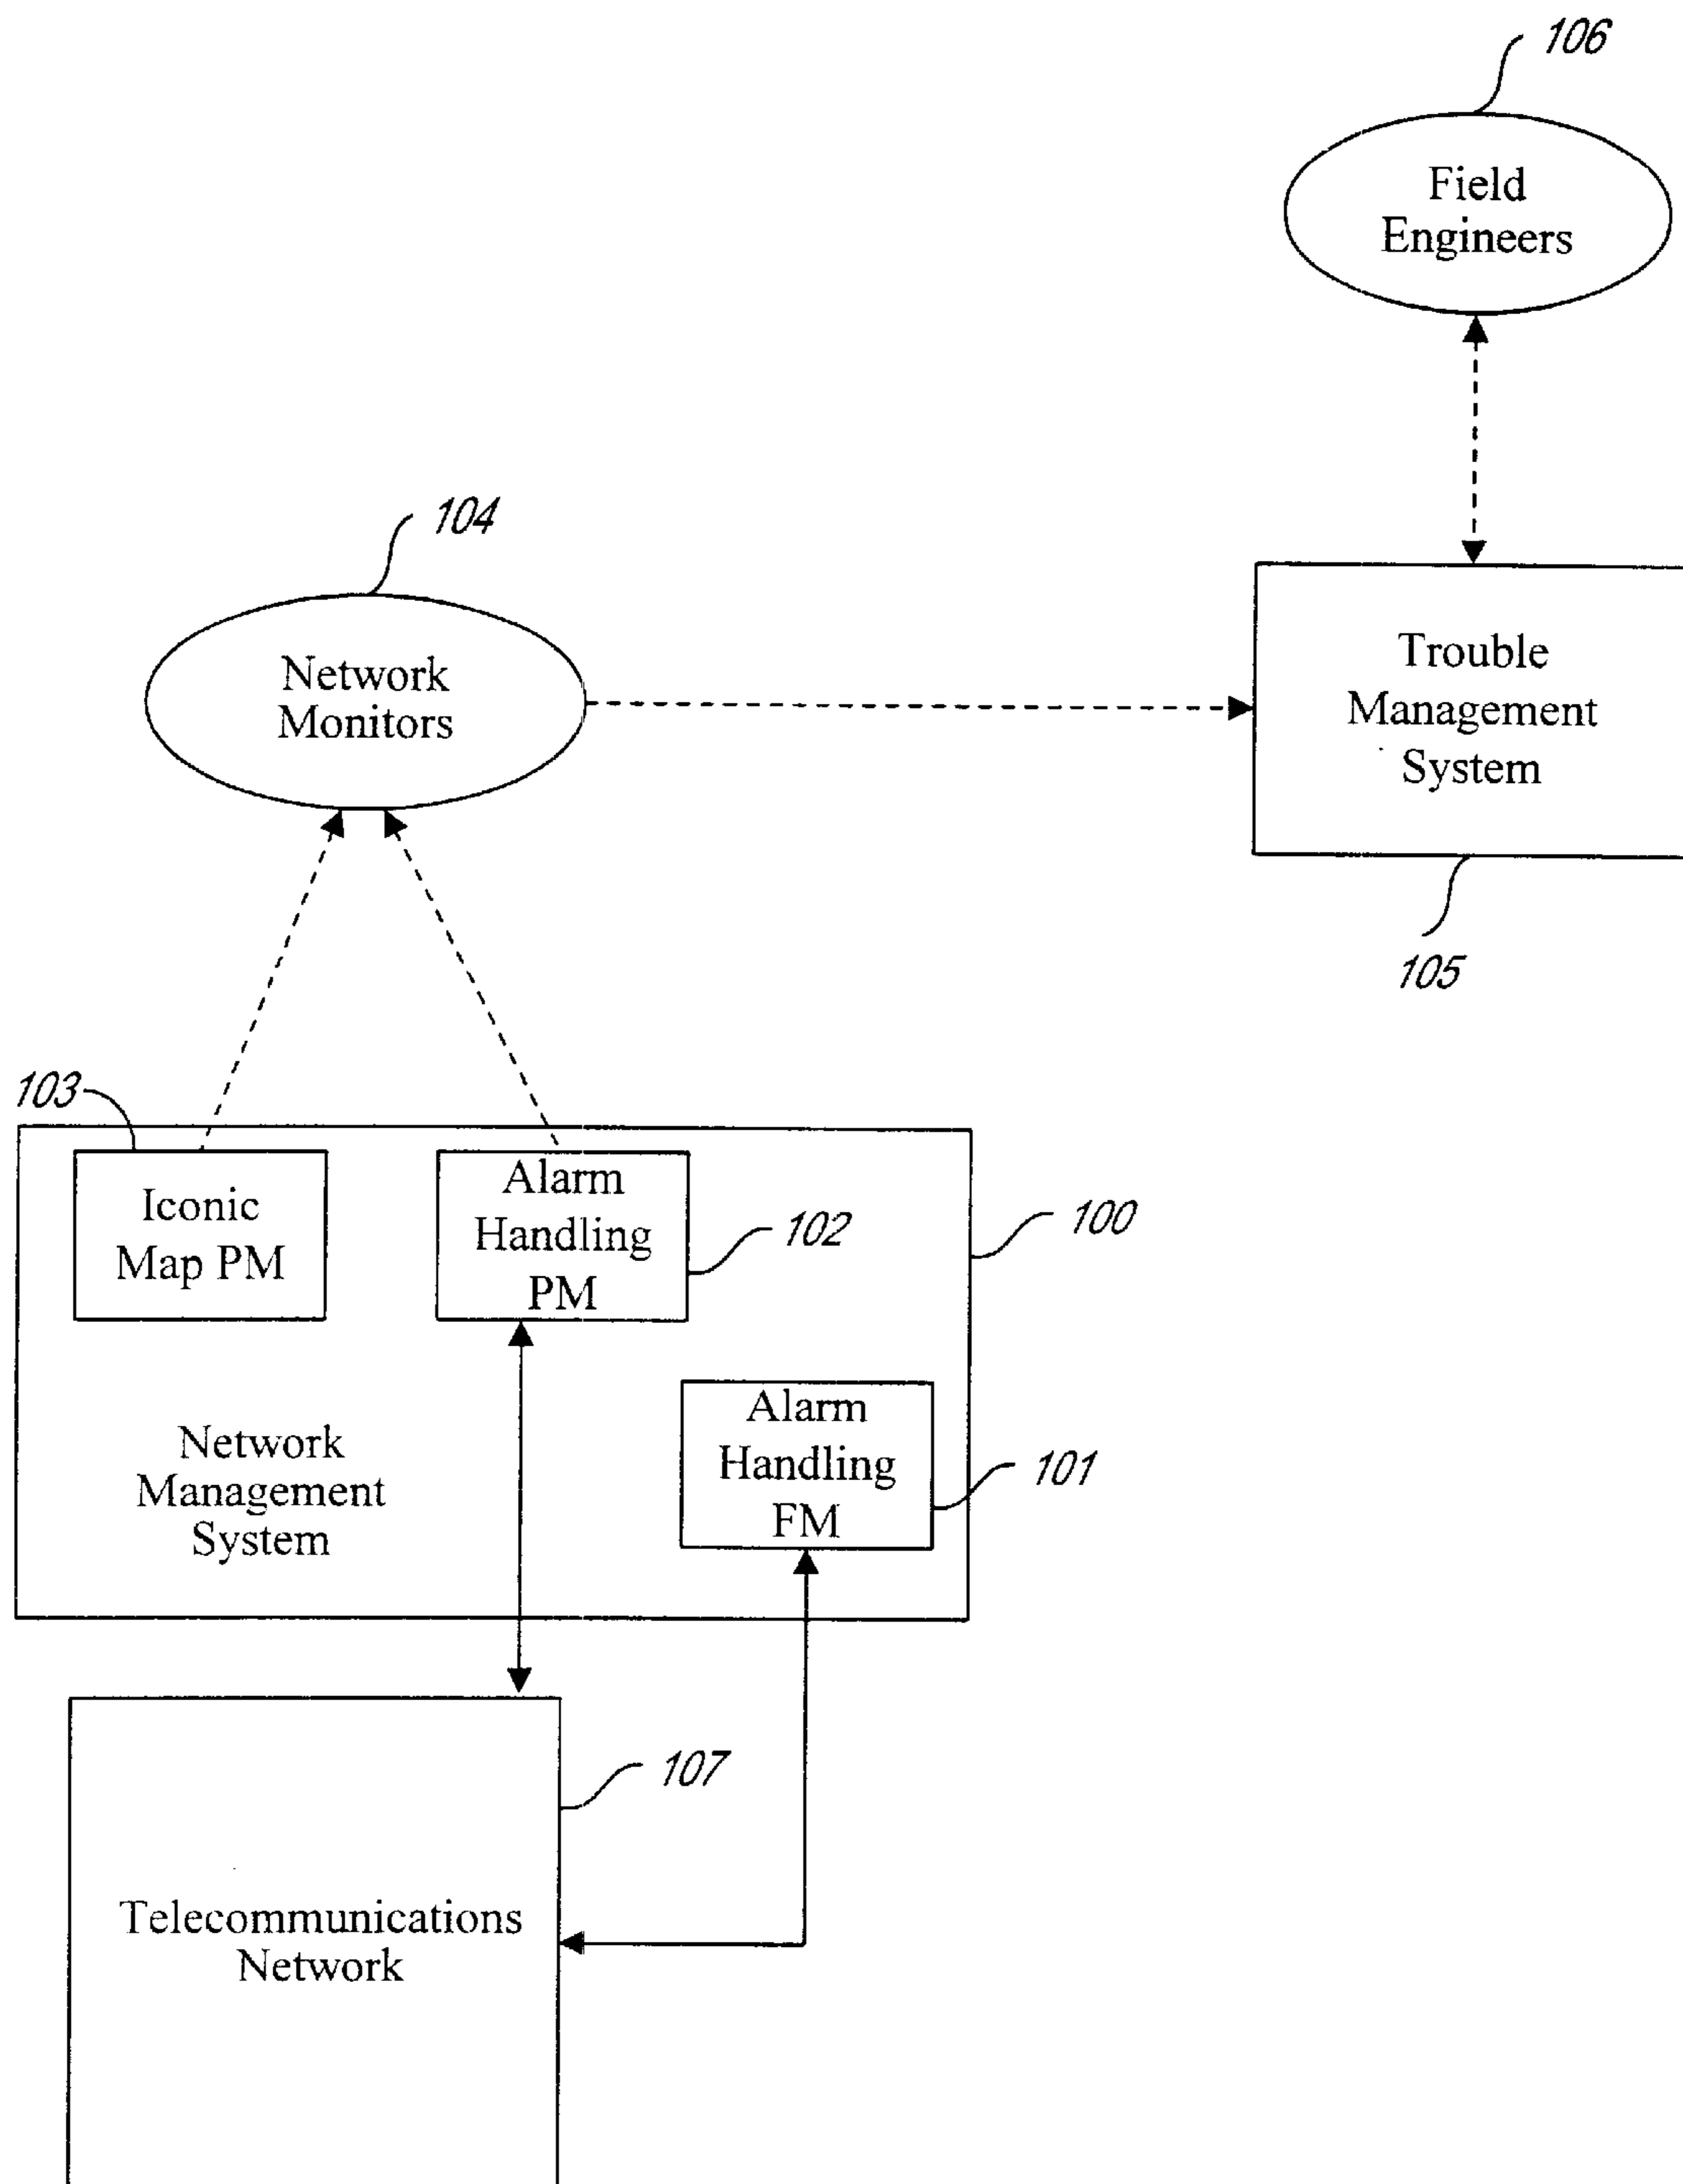 106
Field
Engineers
104
Network
Monitors
Trouble
Management
System
105
103
Iconic
Map PM
Alarm
Handling
PM
102
100
Alarm
Handling
FM
101
Network
Management
System
107
Telecommunications
Network